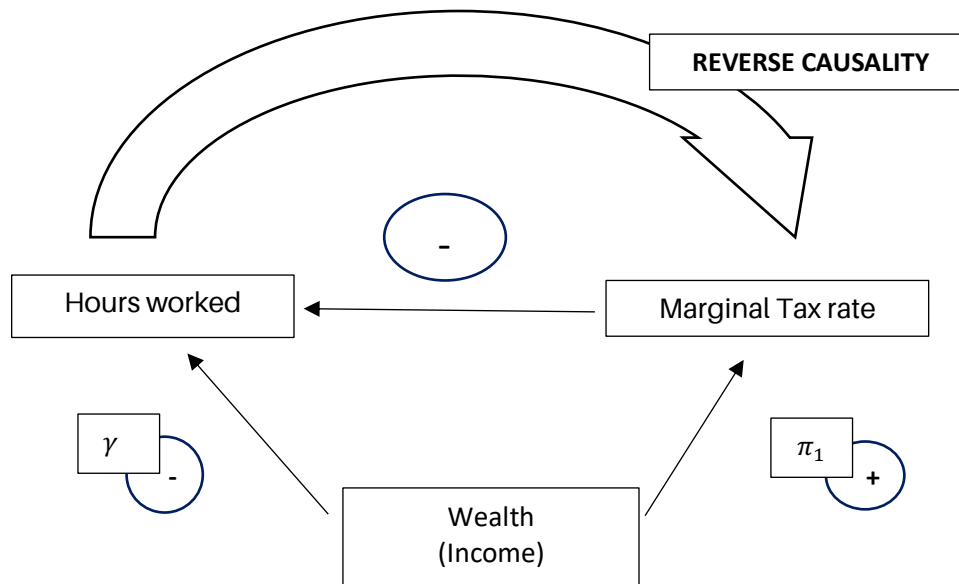 REVERSE CAUSALITY
-
Hours worked
Marginal Tax rate
γ
-
π₁
+
Wealth
(Income)